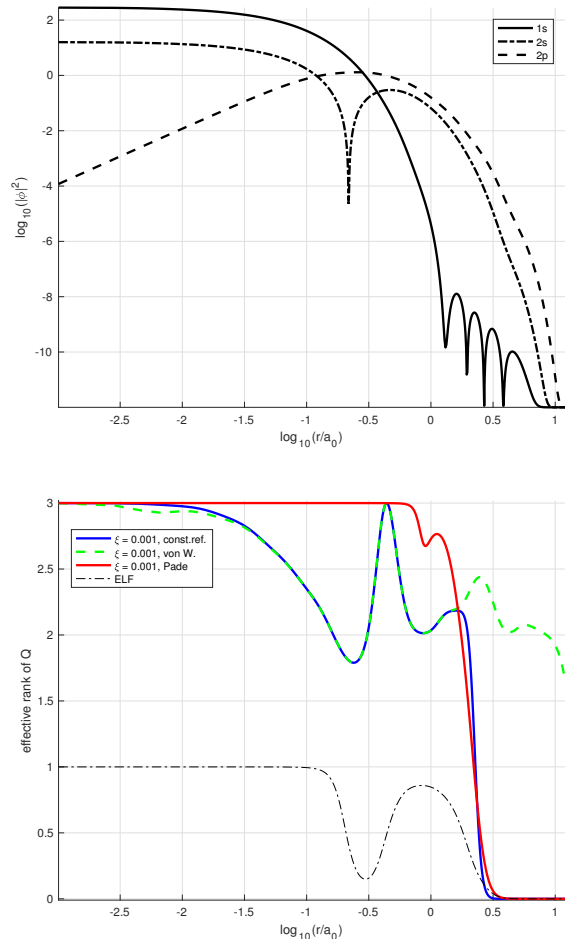 2
0
-2
-4
-6
-8
-10
log10(|ϕ|²)
1s
2s
2p
-2.5 -2 -1.5 -1 -0.5 0 0.5 1
log10(r/a0)
3
2.5
2
1.5
1
0.5
0
effective rank of Q
ξ = 0.001, const.ref.
ξ = 0.001, von W.
ξ = 0.001, Pade
ELF
-2.5 -2 -1.5 -1 -0.5 0 0.5 1
log10(r/a0)